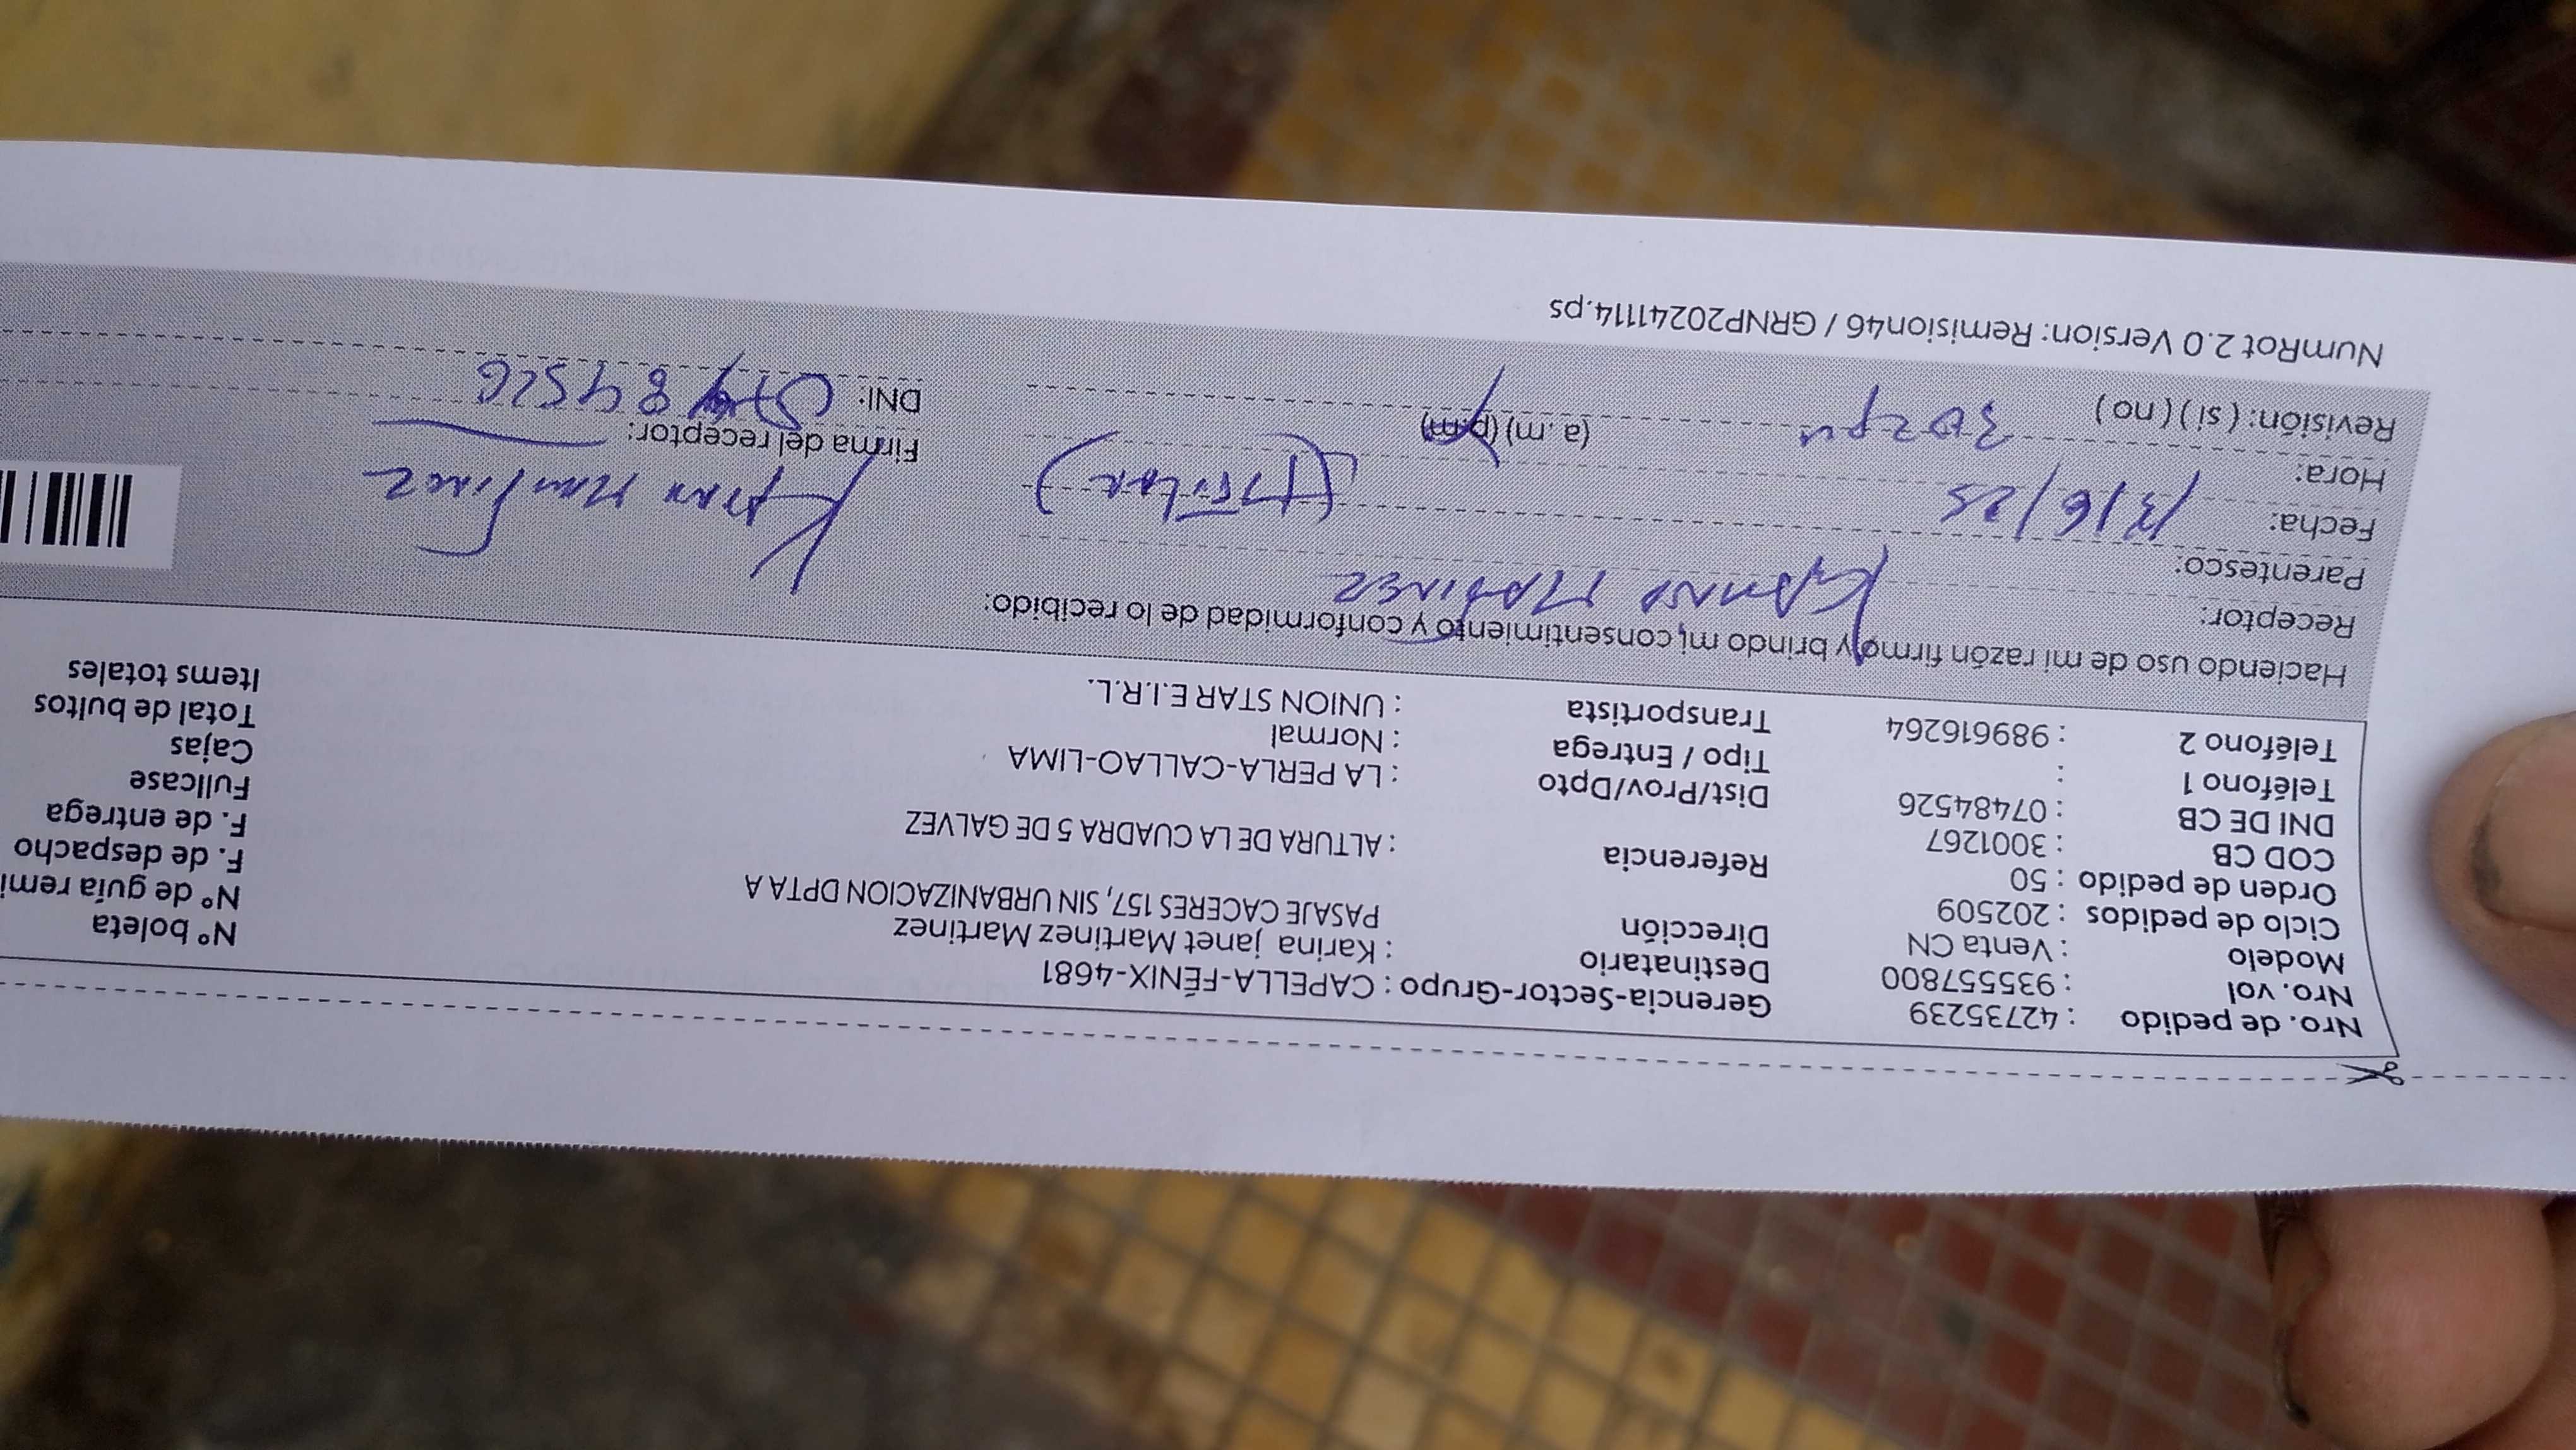 Nro. de pedido : 42735239
Nro. vol : 935557800
Modelo : Venta CN
Ciclo de pedidos : 202509
Orden de pedido : 50
COD CB : 3001267
DNI DE CB : 07484526
Teléfono 1 :
Teléfono 2 : 989616264
Gerencia-Sector-Grupo : CAPELLA-FÉNIX-4681
Destinatario : Karina janet Martinez Martinez
Dirección PASAJE CACERES 157, SIN URBANIZACION DPTA A
Referencia : ALTURA DE LA CUADRA 5 DE GALVEZ
Dist/Prov/Dpto : LA PERLA-CALLAO-LIMA
Tipo / Entrega : Normal
Transportista : UNION STAR E.I.R.L.
Nº boleta
Nº de guía remi
F. de despacho
F. de entrega
Fullcase
Cajas
Total de bultos
Items totales
Haciendo uso de mi razón firmo y brindo mi consentimiento y conformidad de lo recibido:
Receptor:
Parentesco:
Fecha: 13/6/25
Hora: (a. m) (p.m)
Revisión: ( si ) ( no )
Firma del receptor:
DNI:
NumRot 2.0 Version: Remision46 / GRNP20241114.ps